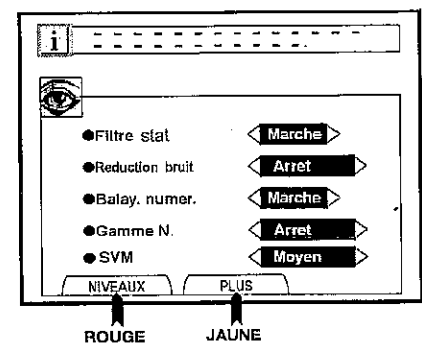 i
●Filtre stat Marche
●Reduction bruit Arret
●Balay. numer. Marche
●Gamme N. Arret
●SVM Moyen
NIVEAUX PLUS
ROUGE JAUNE